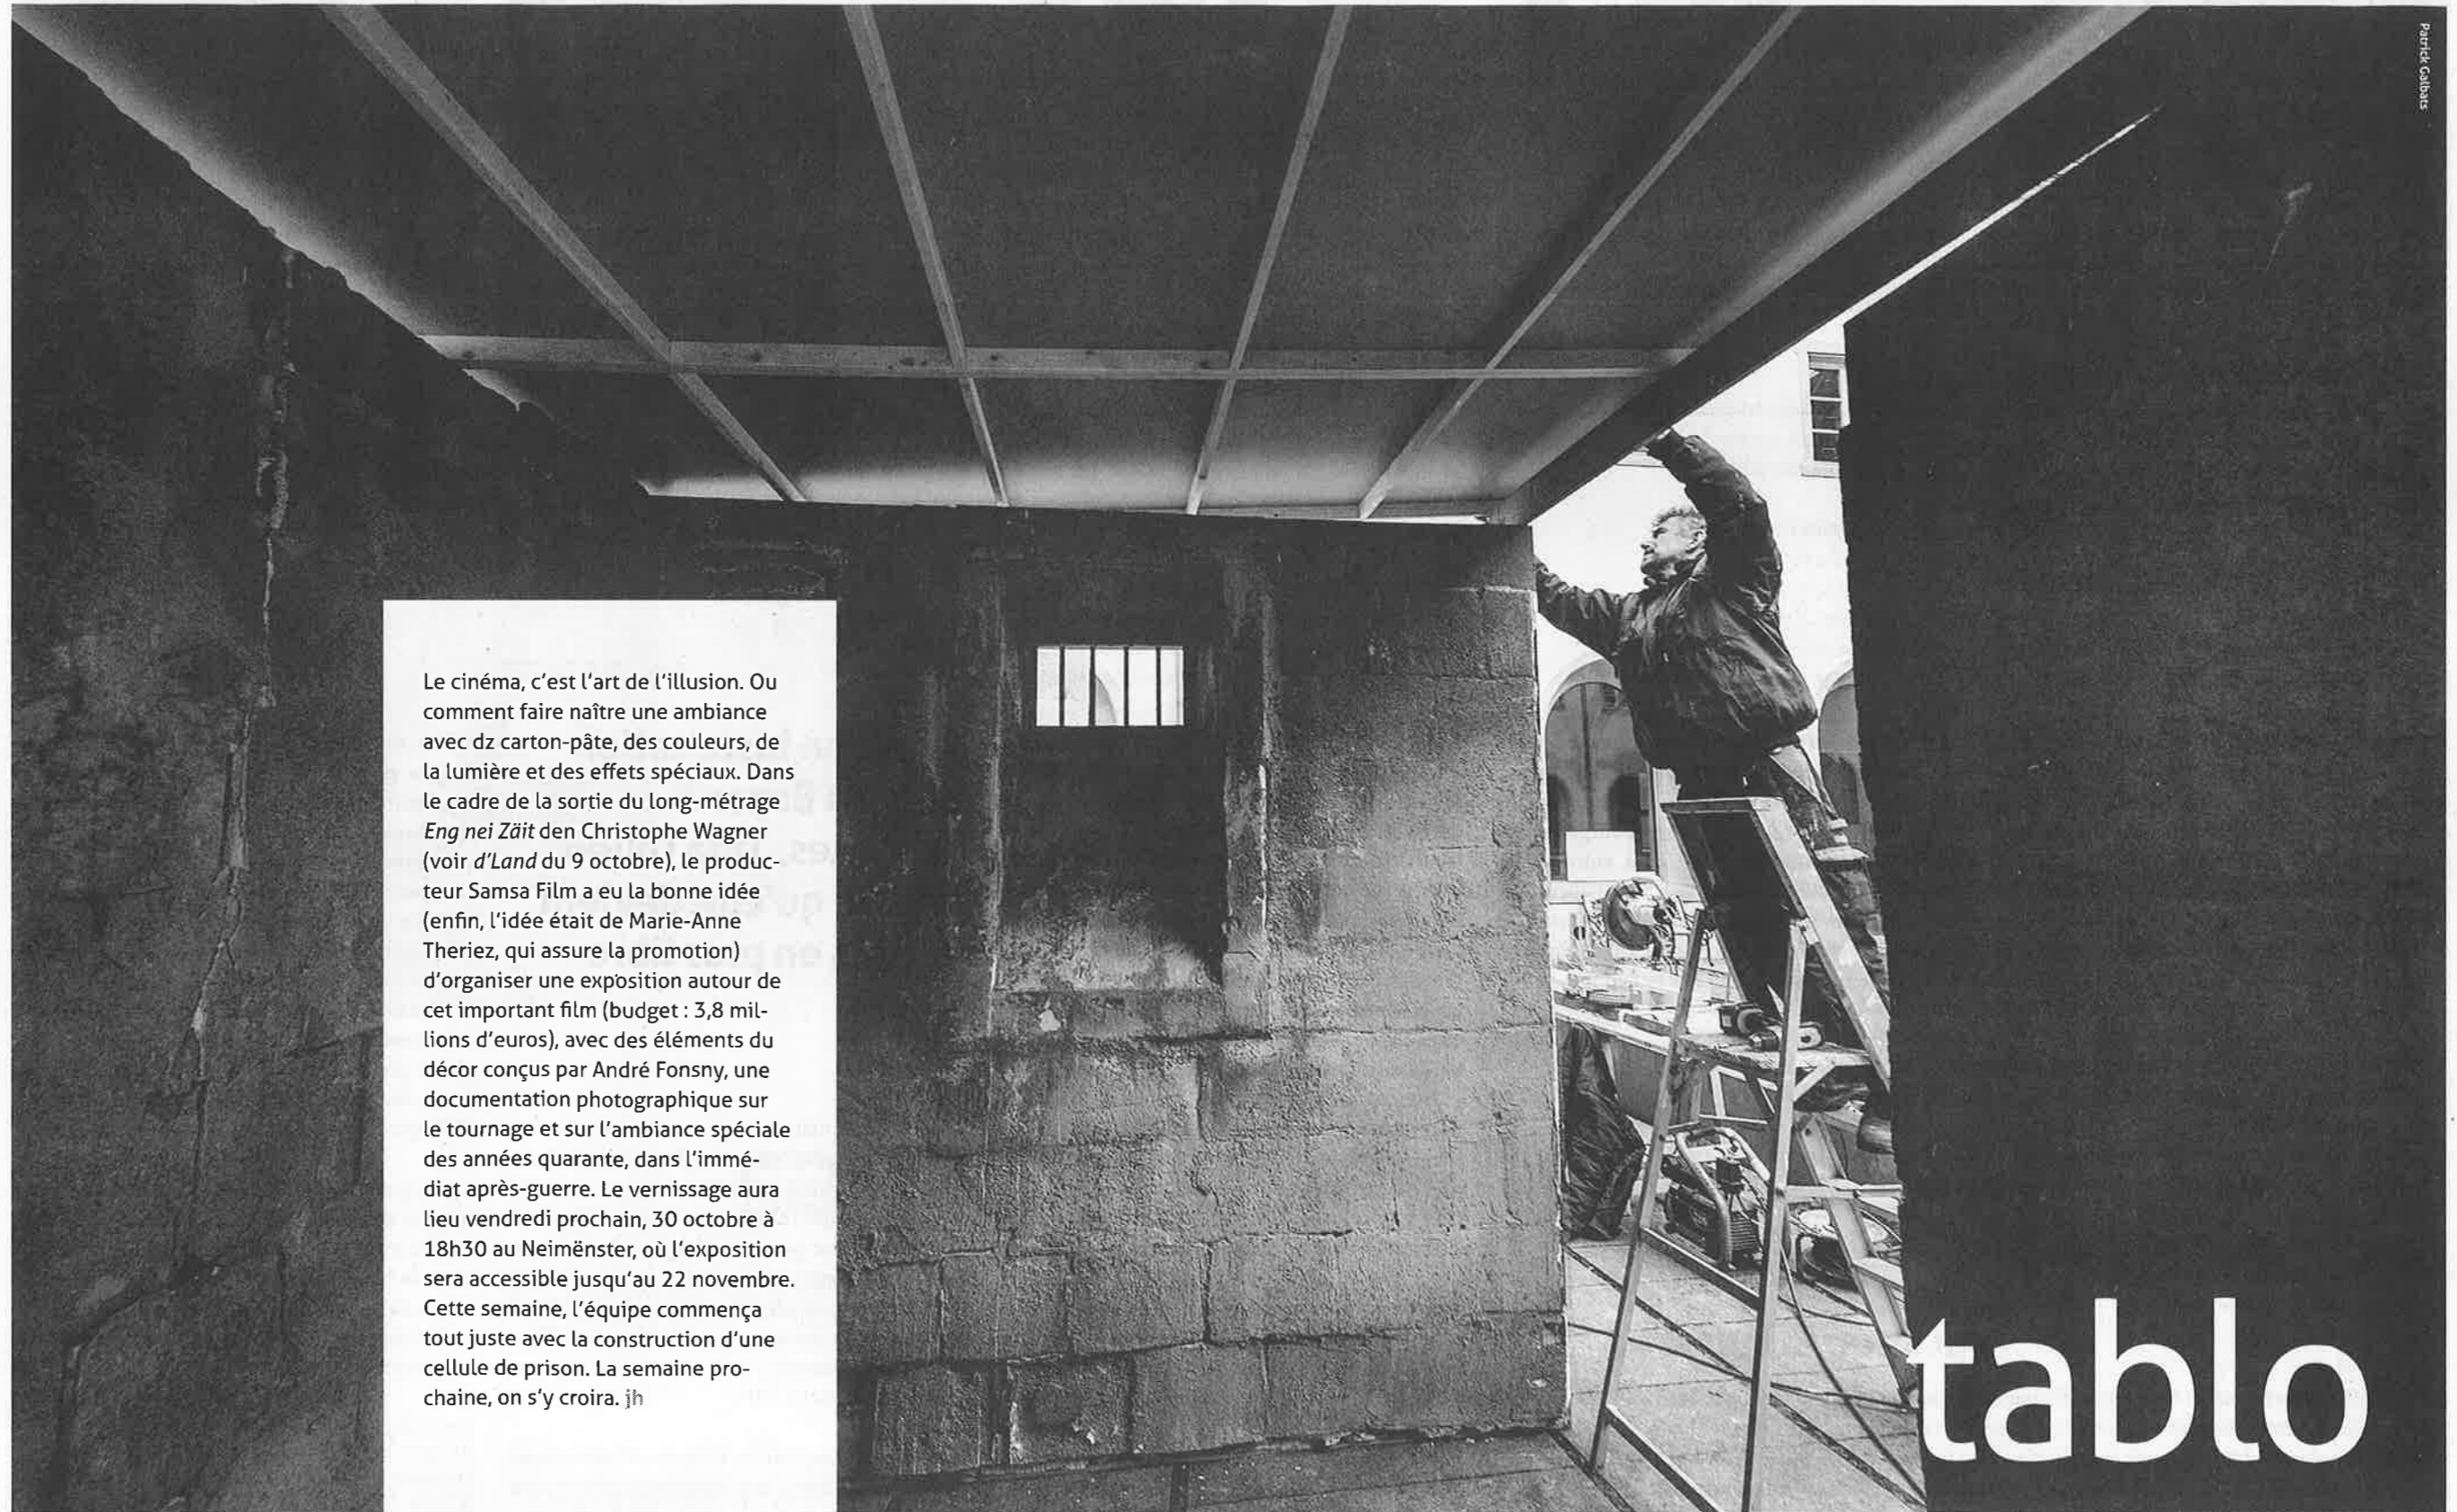 Patrick Galbats
Le cinéma, c'est l'art de l'illusion. Ou
comment faire naître une ambiance
avec dz carton-pâte, des couleurs, de
la lumière et des effets spéciaux. Dans
le cadre de la sortie du long-métrage
Eng nei Zäit den Christophe Wagner
(voir d'Land du 9 octobre), le produc-
teur Samsa Film a eu la bonne idée
(enfin, l'idée était de Marie-Anne
Theriez, qui assure la promotion)
d'organiser une exposition autour de
cet important film (budget : 3,8 mil-
lions d'euros), avec des éléments du
décor conçus par André Fonsny, une
documentation photographique sur
le tournage et sur l'ambiance spéciale
des années quarante, dans l'immé-
diat après-guerre. Le vernissage aura
lieu vendredi prochain, 30 octobre à
18h30 au Neimënster, où l'exposition
sera accessible jusqu'au 22 novembre.
Cette semaine, l'équipe commença
tout juste avec la construction d'une
cellule de prison. La semaine pro-
chaine, on s'y croira. jh
tablo